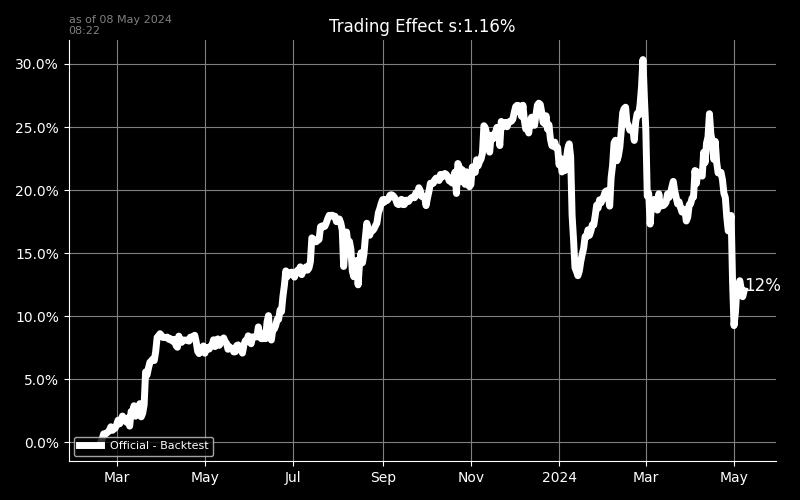 as of 08 May 2024
08:22
Trading Effect s:1.16%
30.0%
25.0%
20.0%
15.0%
10.0%
5.0%
0.0%
12%
Official - Backtest
Mar May Jul Sep Nov 2024 Mar May